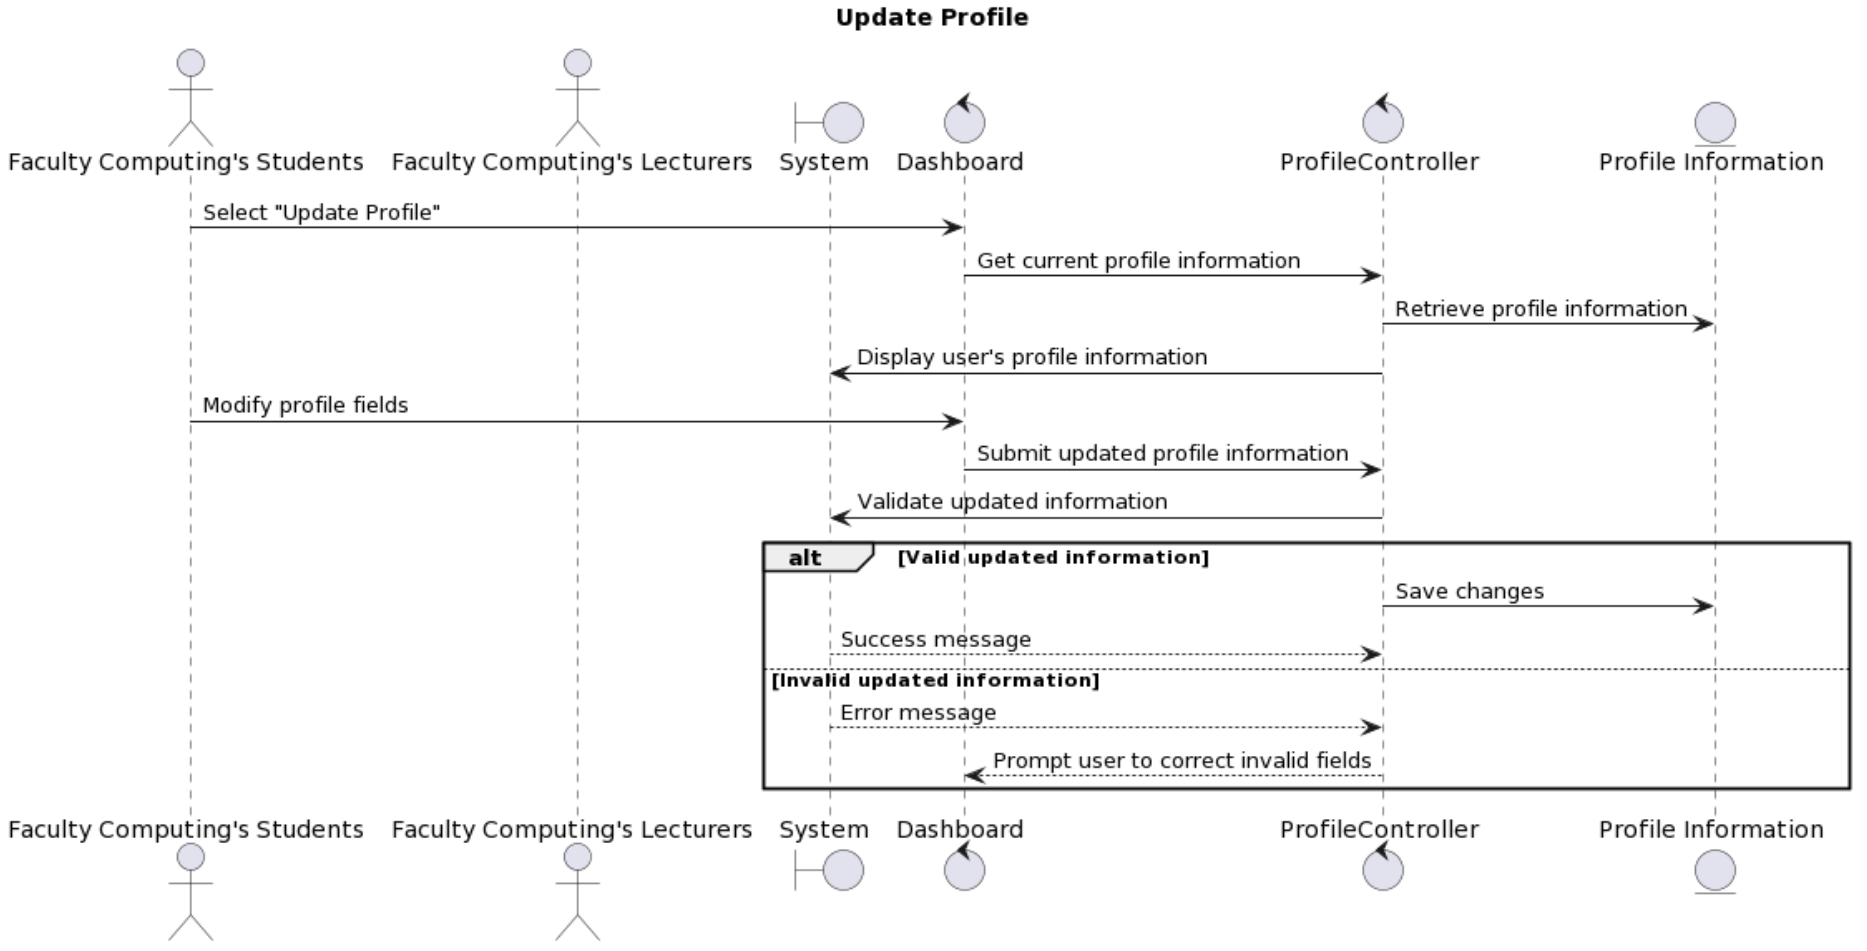 Update Profile
Faculty Computing's Students
Faculty Computing's Lecturers
System
Dashboard
ProfileController
Profile Information
Select "Update Profile"
Get current profile information
Retrieve profile information
Display user's profile information
Modify profile fields
Submit updated profile information
Validate updated information
alt
[Valid updated information]
Save changes
Success message
[Invalid updated information]
Error message
Prompt user to correct invalid fields
Faculty Computing's Students
Faculty Computing's Lecturers
System
Dashboard
ProfileController
Profile Information